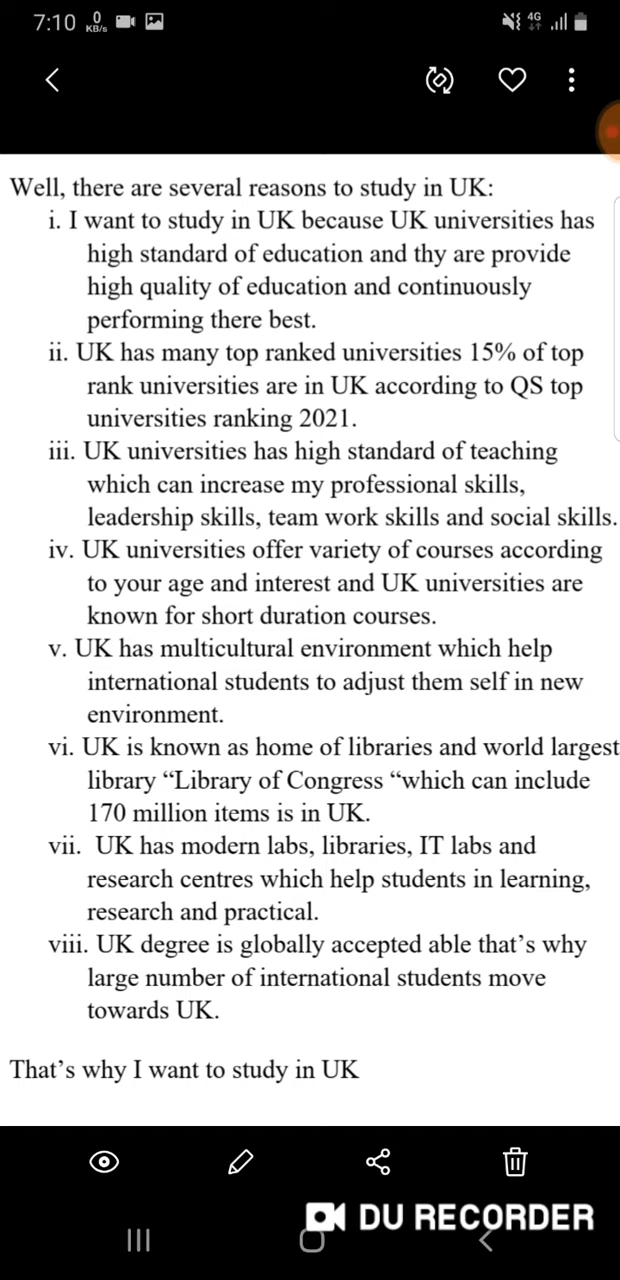 7:10 0 KB/s 4G
Well, there are several reasons to study in UK:
i. I want to study in UK because UK universities has
high standard of education and thy are provide
high quality of education and continuously
performing there best.
ii. UK has many top ranked universities 15% of top
rank universities are in UK according to QS top
universities ranking 2021.
iii. UK universities has high standard of teaching
which can increase my professional skills,
leadership skills, team work skills and social skills.
iv. UK universities offer variety of courses according
to your age and interest and UK universities are
known for short duration courses.
v. UK has multicultural environment which help
international students to adjust them self in new
environment.
vi. UK is known as home of libraries and world largest
library “Library of Congress “which can include
170 million items is in UK.
vii. UK has modern labs, libraries, IT labs and
research centres which help students in learning,
research and practical.
viii. UK degree is globally accepted able that’s why
large number of international students move
towards UK.
That’s why I want to study in UK
DU RECORDER